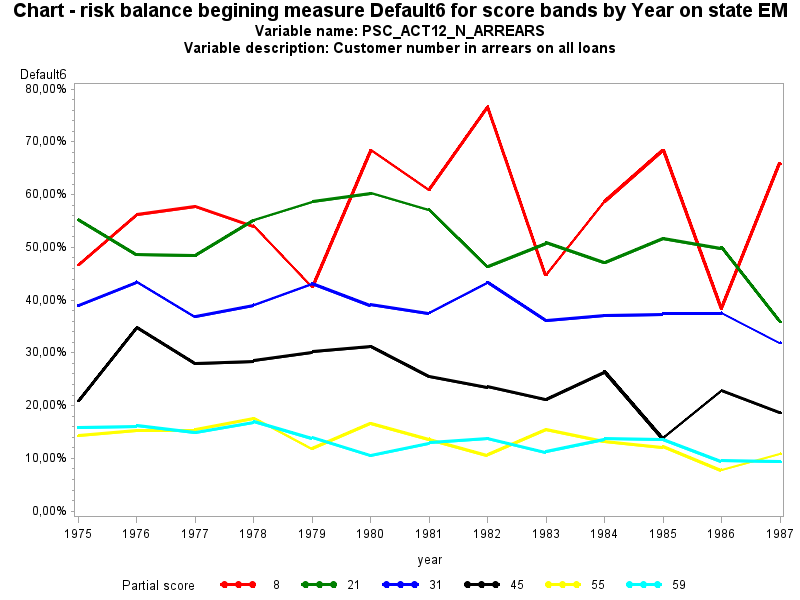 Chart - risk balance begining measure Default6 for score bands by Year on state EM
Variable name: PSC_ACT12_N_ARREARS
Variable description: Customer number in arrears on all loans
Default6
80,00%
70,00%
60,00%
50,00%
40,00%
30,00%
20,00%
10,00%
0,00%
1975 1976 1977 1978 1979 1980 1981 1982 1983 1984 1985 1986 1987
year
Partial score 8 21 31 45 55 59